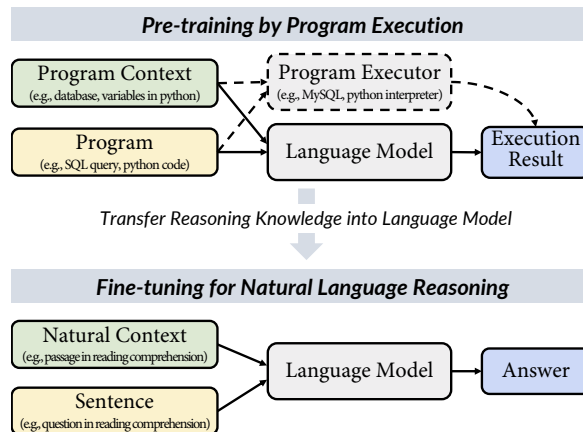 Pre-training by Program Execution
Program Context
(e.g., database, variables in python)
Program Executor
(e.g., MySQL, python interpreter)
Program
(e.g., SQL query, python code)
Language Model
Execution
Result
Transfer Reasoning Knowledge into Language Model
Fine-tuning for Natural Language Reasoning
Natural Context
(e.g., passage in reading comprehension)
Language Model
Answer
Sentence
(e.g., question in reading comprehension)